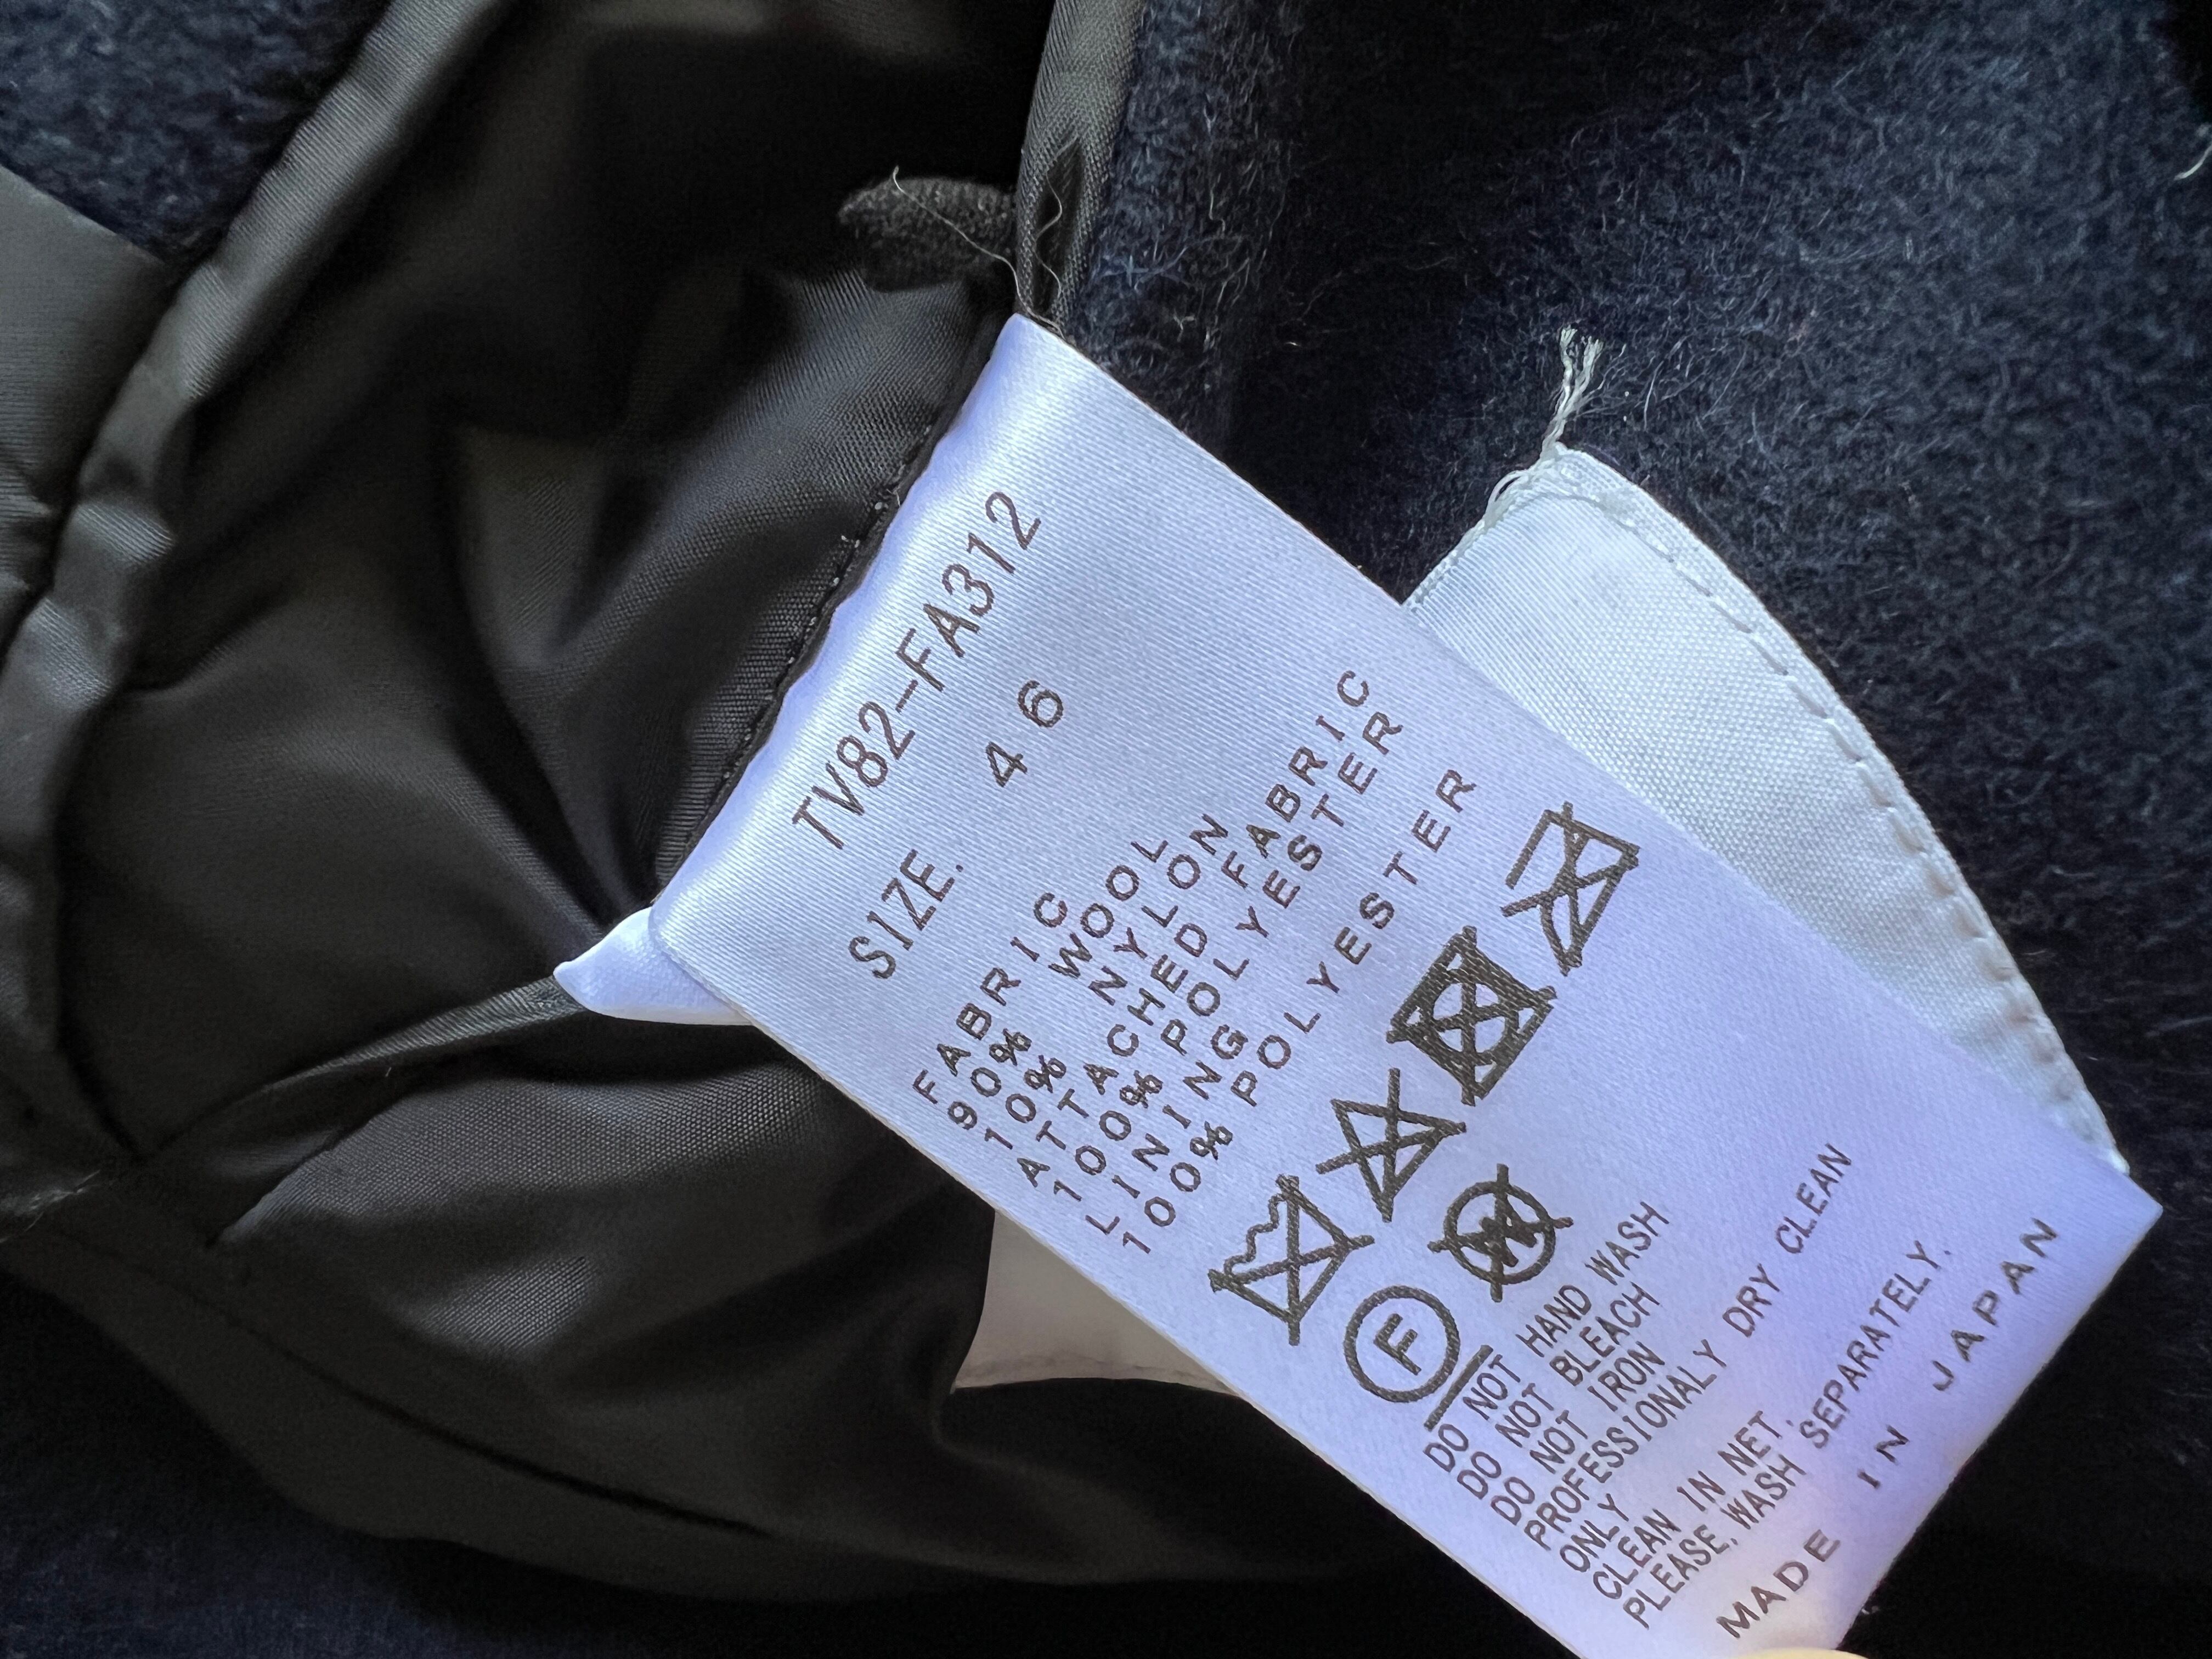 TV82-FA312
SIZE. 46
FABRIC
90% WOOL
10% NYLON
ATTACHED FABRIC
100% POLYESTER
LINING
100% POLYESTER
F
W
DO NOT HAND WASH
DO NOT BLEACH
DO NOT IRON
PROFESSIONALY DRY CLEAN
ONLY
CLEAN IN NET.
PLEASE. WASH SEPARATELY.
MADE IN JAPAN